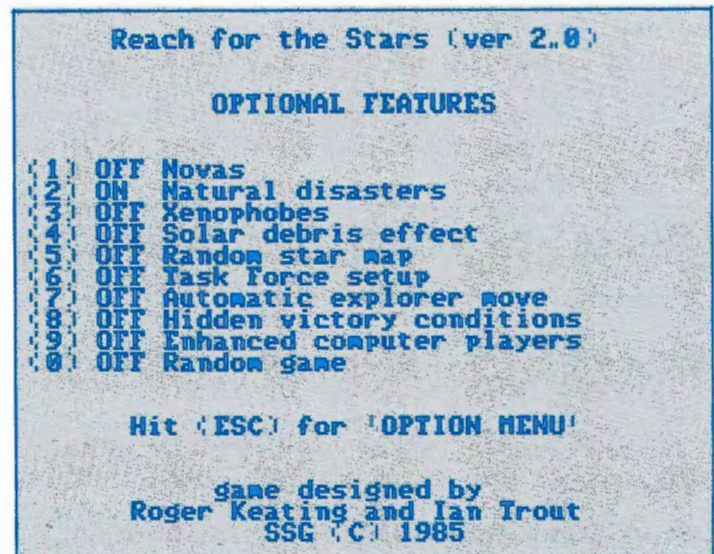 Reach for the Stars (ver 2.0)
OPTIONAL FEATURES
(1) OFF Novas
(2) ON Natural disasters
(3) OFF Xenophobes
(4) OFF Solar debris effect
(5) OFF Random star map
(6) OFF Task force setup
(7) OFF Automatic explorer move
(8) OFF Hidden victory conditions
(9) OFF Enhanced computer players
(0) OFF Random game
Hit (ESC) for 'OPTION MENU'
game designed by
Roger Keating and Ian Trout
SSG (C) 1985